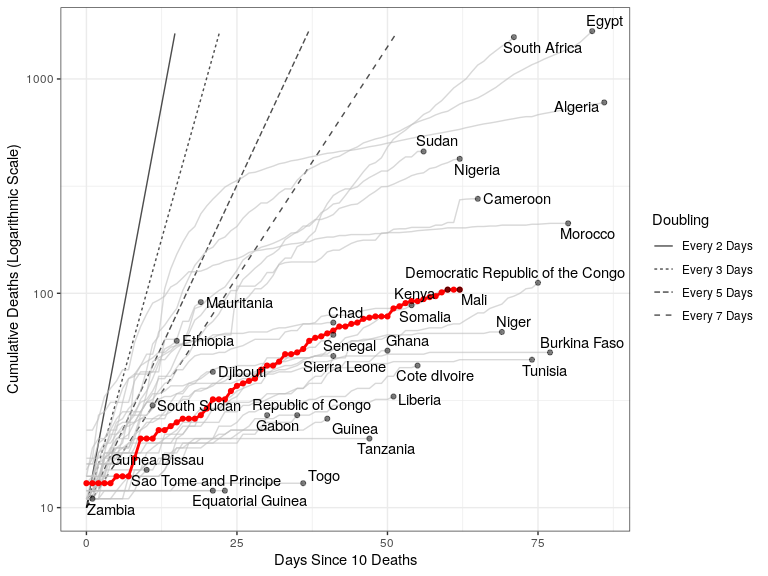 Egypt
South Africa
Algeria
Sudan
Nigeria
Cameroon
Morocco
Democratic Republic of the Congo
Kenya
Mali
Mauritania
Chad
Somalia
Niger
Ethiopia
Senegal
Ghana
Burkina Faso
Sierra Leone
Djibouti
Cote dIvoire
Tunisia
South Sudan
Republic of Congo
Liberia
Gabon
Guinea
Tanzania
Guinea Bissau
Sao Tome and Principe
Togo
Equatorial Guinea
Zambia
1000
100
10
0
25
50
75
Days Since 10 Deaths
Cumulative Deaths (Logarithmic Scale)
Doubling
Every 2 Days
Every 3 Days
Every 5 Days
Every 7 Days